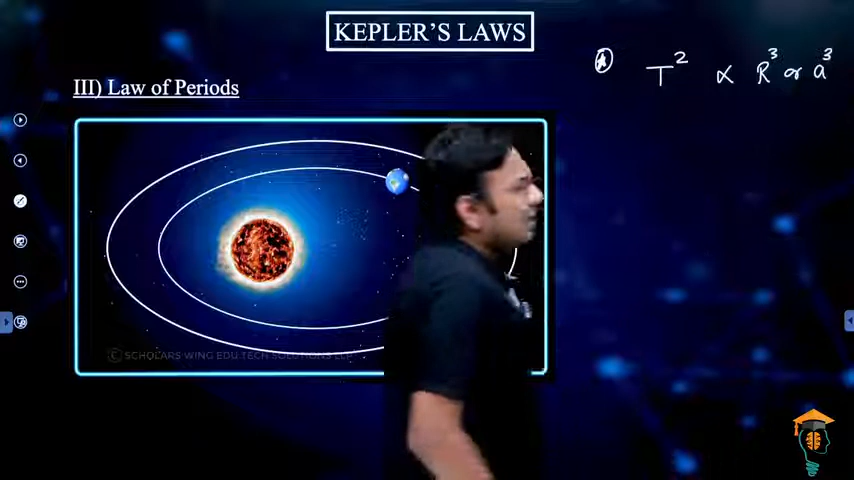 KEPLER'S LAWS
T² ∝ R³ or a³
III) Law of Periods
© SCHOLARS WING EDU TECH SOLUTIONS LLP